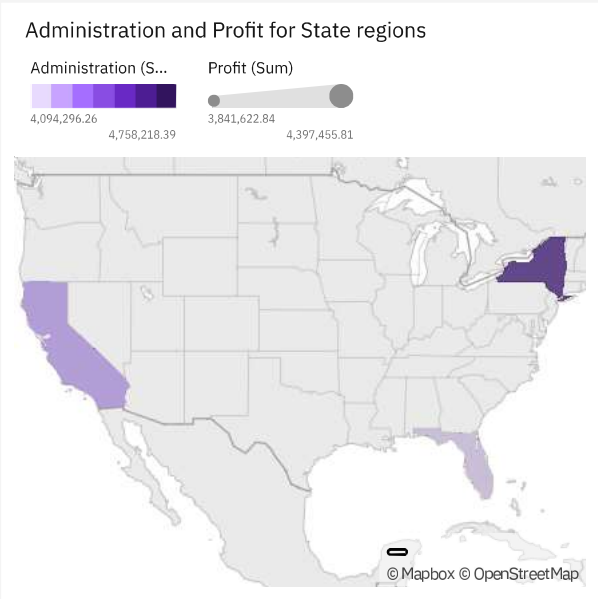 Administration and Profit for State regions
Administration (S...
Profit (Sum)
4,094,296.26
4,758,218.39
3,841,622.84
4,397,455.81
© Mapbox © OpenStreetMap